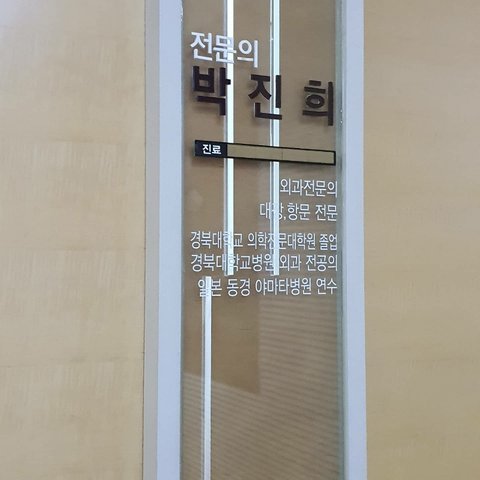 전문의
박진희
진료
외과전문의
대장,항문 전문
경북대학교 의학전문대학원 졸업
경북대학교병원 외과 전공의
일본 동경 야마타병원 연수